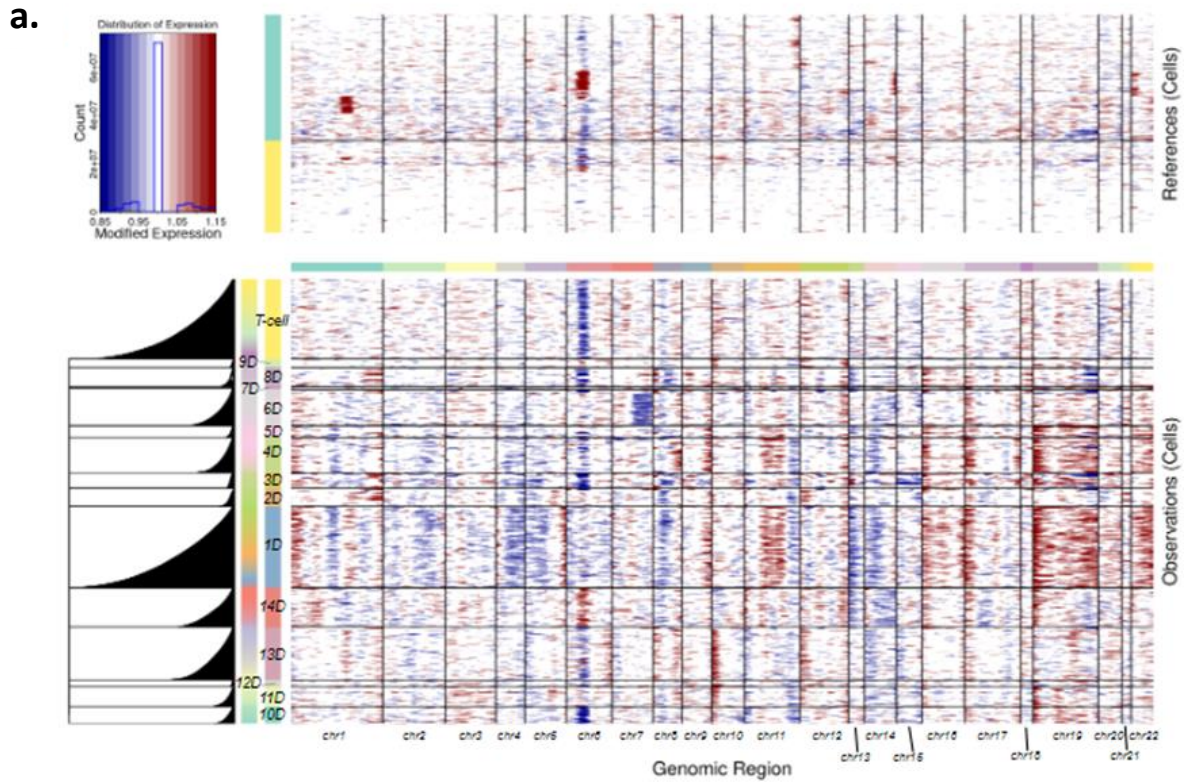 a.
Distribution of Expression
Count
0 2e+07 4e+07 6e+07
0.85 0.95 1.05 1.15
Modified Expression
References (Cells)
T-cell
9D
8D
7D
6D
5D
4D
3D
2D
1D
14D
13D
12D
11D
10D
Observations (Cells)
chr1 chr2 chr3 chr4 chr5 chr6 chr7 chr8 chr9 chr10 chr11 chr12 chr14 chr16 chr17 chr19 chr20 chr22
chr13 chr15 chr18 chr21
Genomic Region